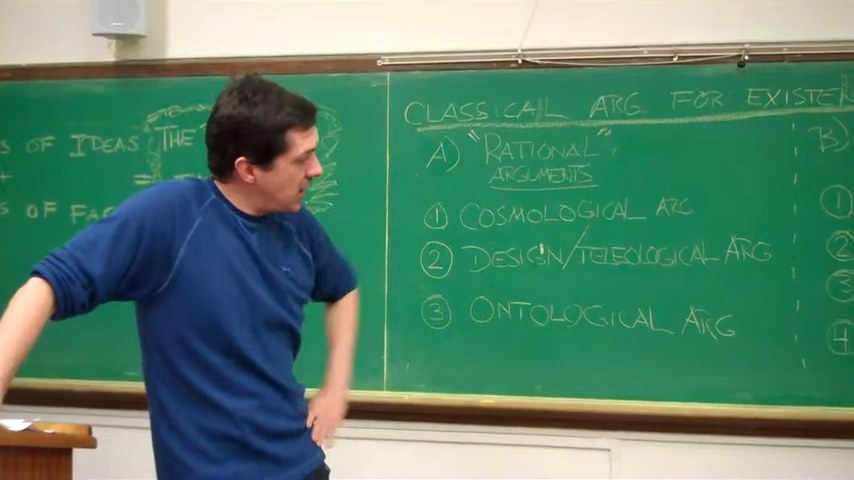 OF IDEAS
THE
OF FA
CLASSICAL ARG FOR EXISTEN
A) "RATIONAL"
ARGUMENTS
① COSMOLOGICAL ARG
② DESIGN/TELEOLOGICAL ARG
③ ONTOLOGICAL ARG
B)
①
②
③
④